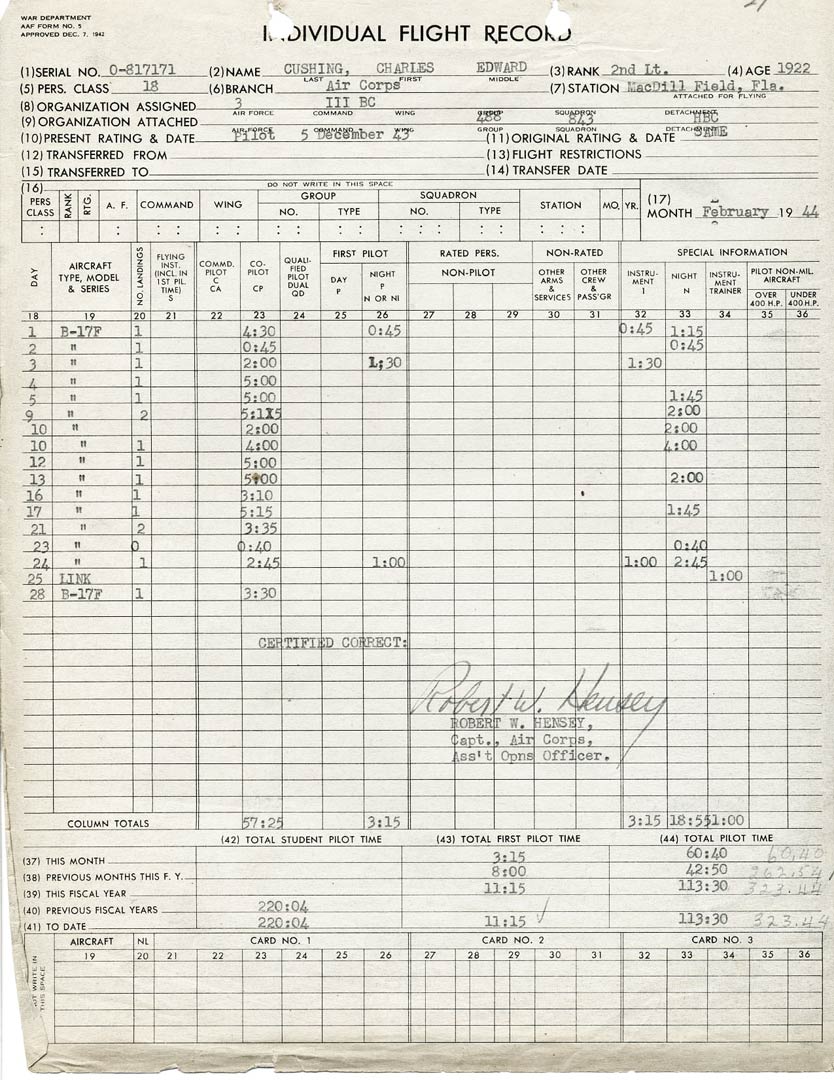 WAR DEPARTMENT
AAF FORM NO. 5
APPROVED DEC. 7, 1942
INDIVIDUAL FLIGHT RECORD
(1) SERIAL NO. 0-817171 (2) NAME CUSHING, CHARLES EDWARD (3) RANK 2nd Lt. (4) AGE 1922
LAST FIRST MIDDLE
(5) PERS. CLASS 18 (6) BRANCH Air Corps (7) STATION MacDill Field, Fla.
(8) ORGANIZATION ASSIGNED 3 III BC ATTACHED FOR FLYING
AIR FORCE COMMAND WING GROUP SQUADRON DETACHMENT
(9) ORGANIZATION ATTACHED 488 843 HBC
AIR FORCE COMMAND WING GROUP SQUADRON DETACHMENT
(10) PRESENT RATING & DATE Pilot 5 December 43 (11) ORIGINAL RATING & DATE SAME
(12) TRANSFERRED FROM (13) FLIGHT RESTRICTIONS
(15) TRANSFERRED TO (14) TRANSFER DATE
(16) DO NOT WRITE IN THIS SPACE
PERS CLASS RANK RTG. A. F. COMMAND WING GROUP NO. TYPE SQUADRON NO. TYPE STATION MO. YR. (17) MONTH February 19 44
DAY AIRCRAFT TYPE, MODEL & SERIES NO. LANDINGS FLYING INST. (INCL. IN 1ST PIL. TIME) S COMMD. PILOT C CA CO-PILOT CP QUALIFIED PILOT DUAL QD FIRST PILOT DAY P NIGHT P N OR NI RATED PERS. NON-PILOT NON-RATED OTHER ARMS & SERVICES OTHER CREW & PASS'GR SPECIAL INFORMATION INSTRUMENT I NIGHT N INSTRUMENT TRAINER PILOT NON-MIL. AIRCRAFT OVER 400 H.P. UNDER 400 H.P.
18 19 20 21 22 23 24 25 26 27 28 29 30 31 32 33 34 35 36
1 B-17F 1 4:30 0:45 0:45 1:15
2 " 1 0:45 0:45
3 " 1 2:00 1:30 1:30
4 " 1 5:00
5 " 1 5:00 1:45
9 " 2 5:15 2:00
10 " 2:00 2:00
10 " 1 4:00 4:00
12 " 1 5:00
13 " 1 5:00 2:00
16 " 1 3:10
17 " 1 5:15 1:45
21 " 2 3:35
23 " 0 0:40 0:40
24 " 1 2:45 1:00 1:00 2:45
25 LINK 1:00
28 B-17F 1 3:30
CERTIFIED CORRECT:
Robert W. Hensey
ROBERT W. HENSEY,
Capt., Air Corps,
Ass't Opns Officer.
COLUMN TOTALS 57:25 3:15 3:15 18:55 1:00
(42) TOTAL STUDENT PILOT TIME (43) TOTAL FIRST PILOT TIME (44) TOTAL PILOT TIME
(37) THIS MONTH 3:15 60:40 60.40
(38) PREVIOUS MONTHS THIS F. Y. 8:00 42:50
(39) THIS FISCAL YEAR 11:15 113:30 323.44
(40) PREVIOUS FISCAL YEARS 220:04
(41) TO DATE 220:04 11:15 113:30 323.44
AIRCRAFT NL CARD NO. 1 CARD NO. 2 CARD NO. 3
19 20 21 22 23 24 25 26 27 28 29 30 31 32 33 34 35 36
NOT WRITE IN THIS SPACE